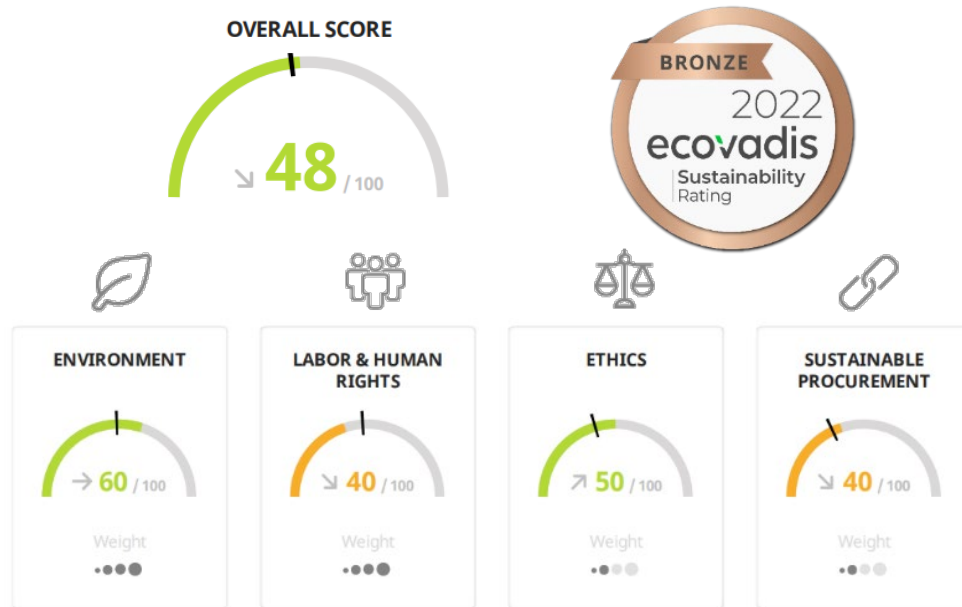 OVERALL SCORE
48 / 100
BRONZE
2022
ecovadis
Sustainability
Rating
ENVIRONMENT
60 / 100
Weight
LABOR & HUMAN
RIGHTS
40 / 100
Weight
ETHICS
50 / 100
Weight
SUSTAINABLE
PROCUREMENT
40 / 100
Weight